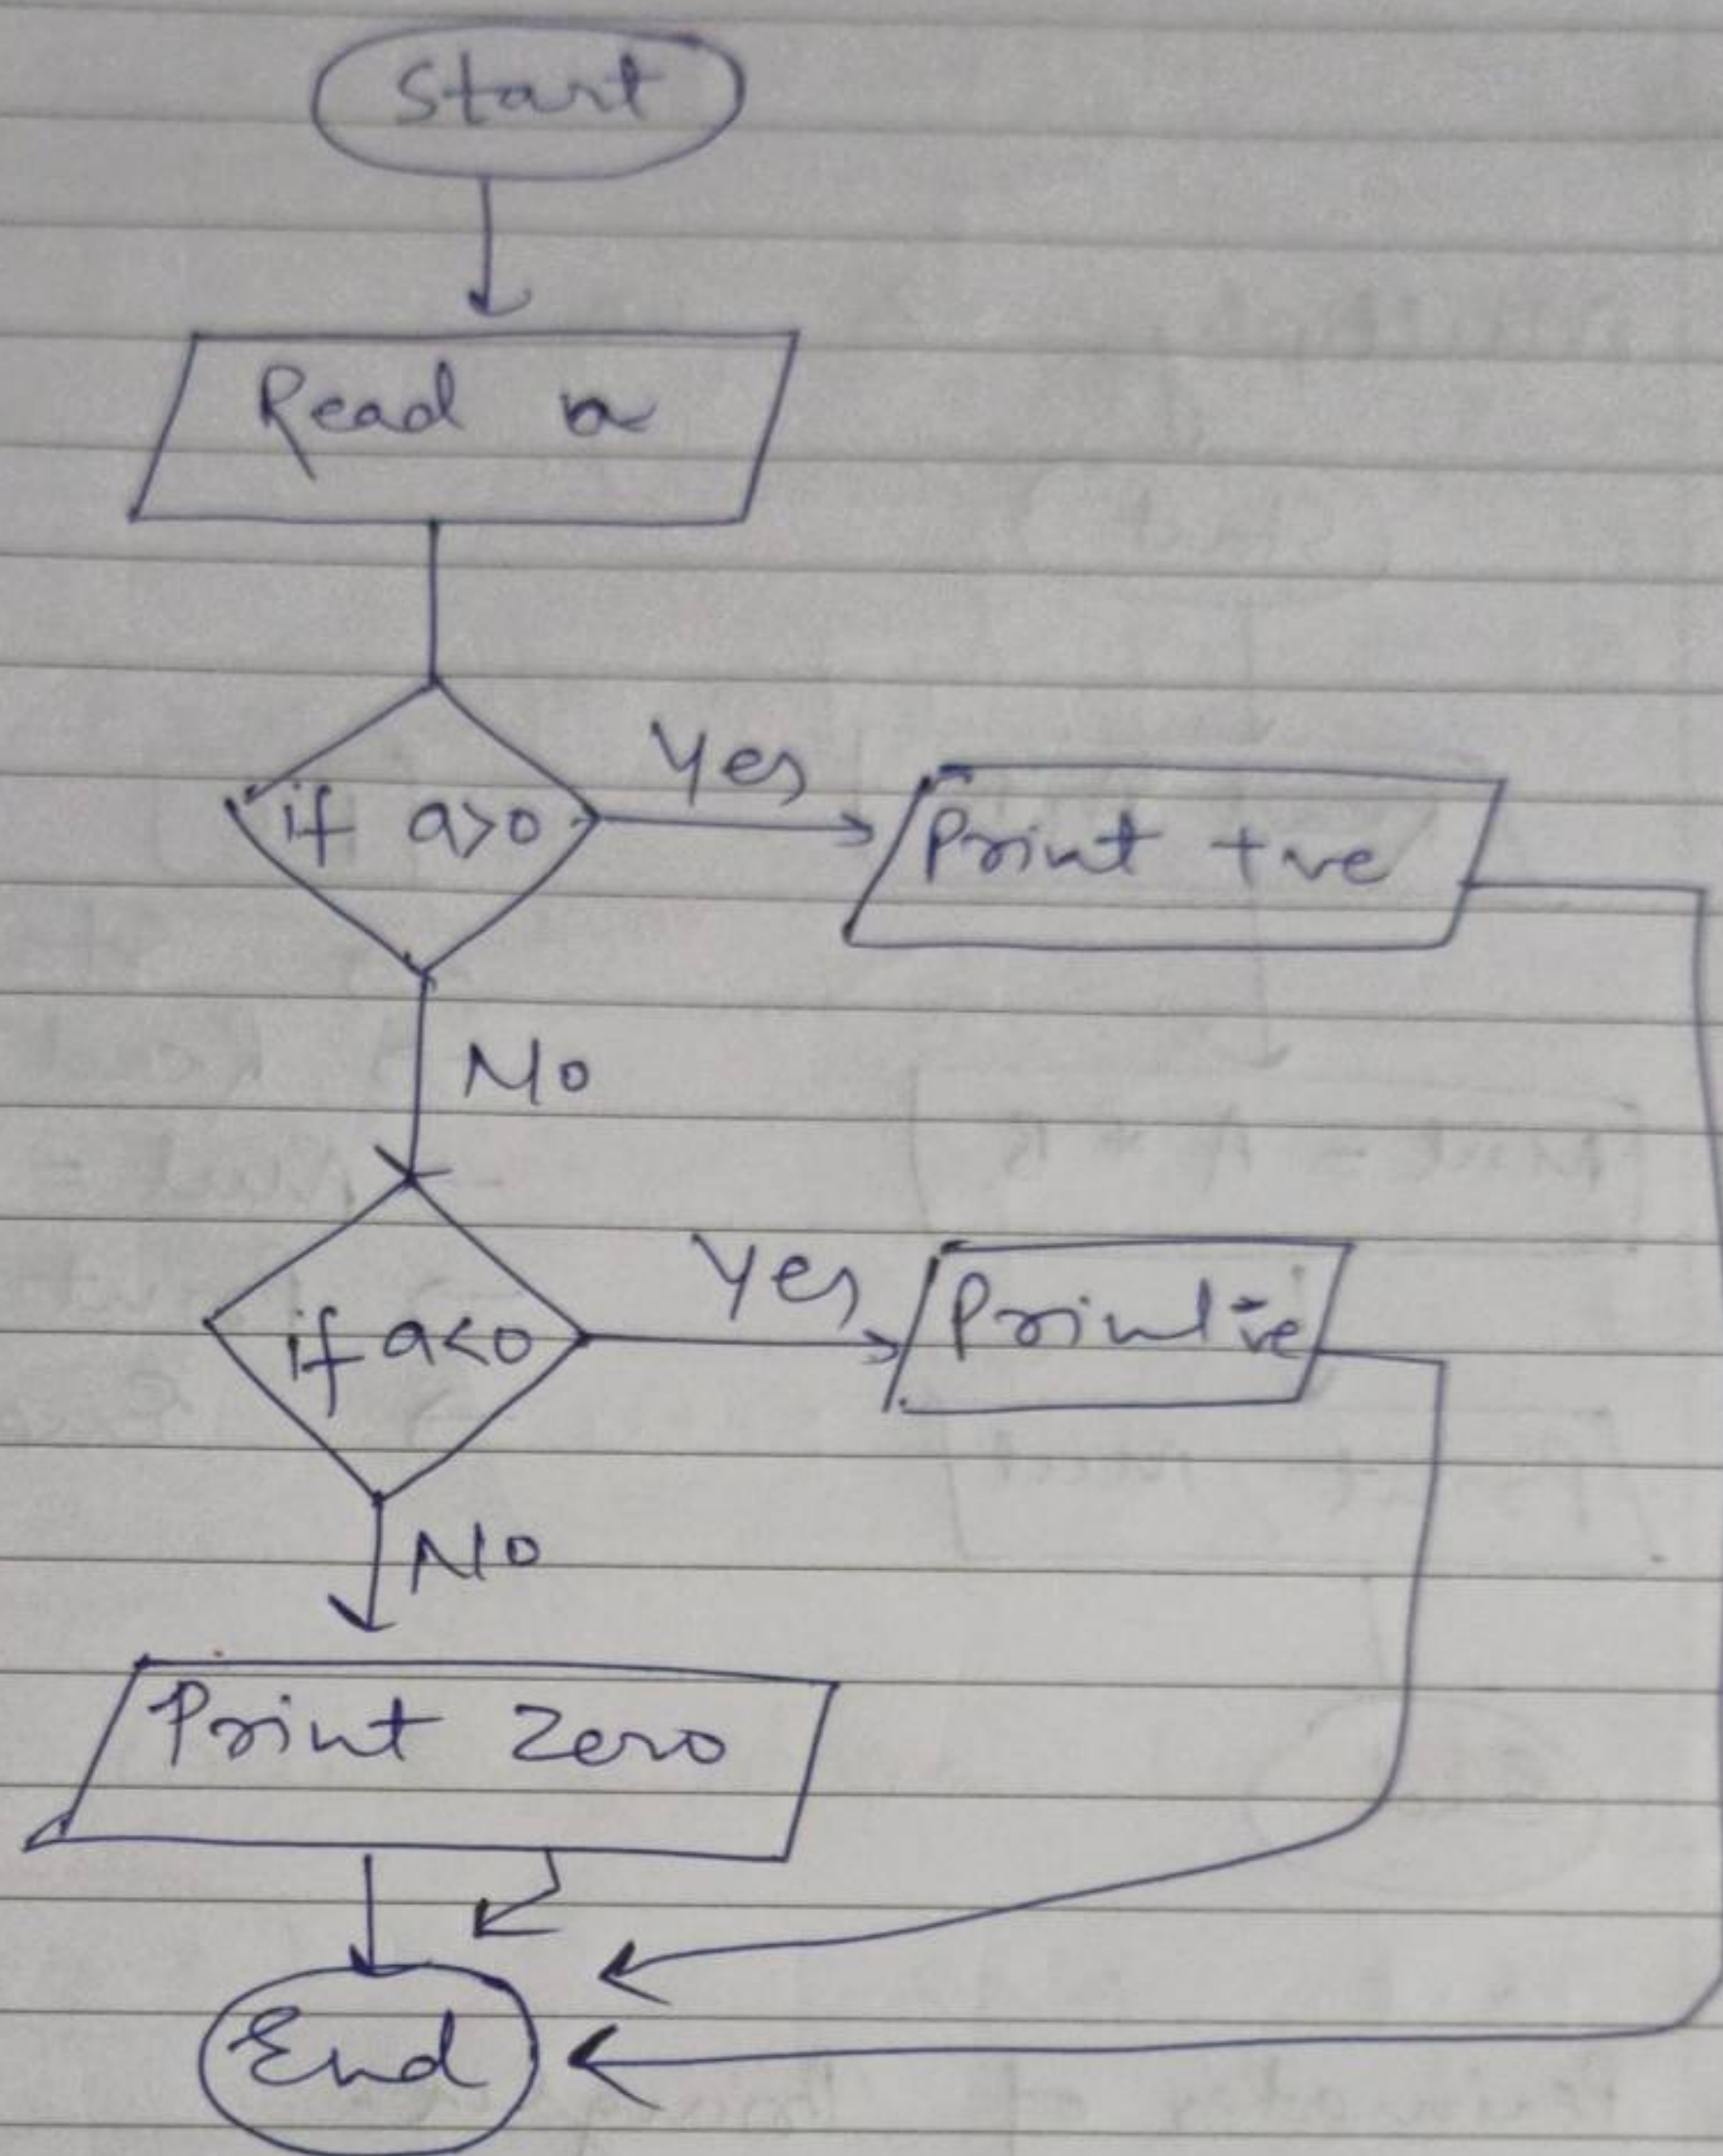 Start
Read a
if a>0
Yes
Print +ve
No
if a<0
Yes
Print -ve
No
Print Zero
End